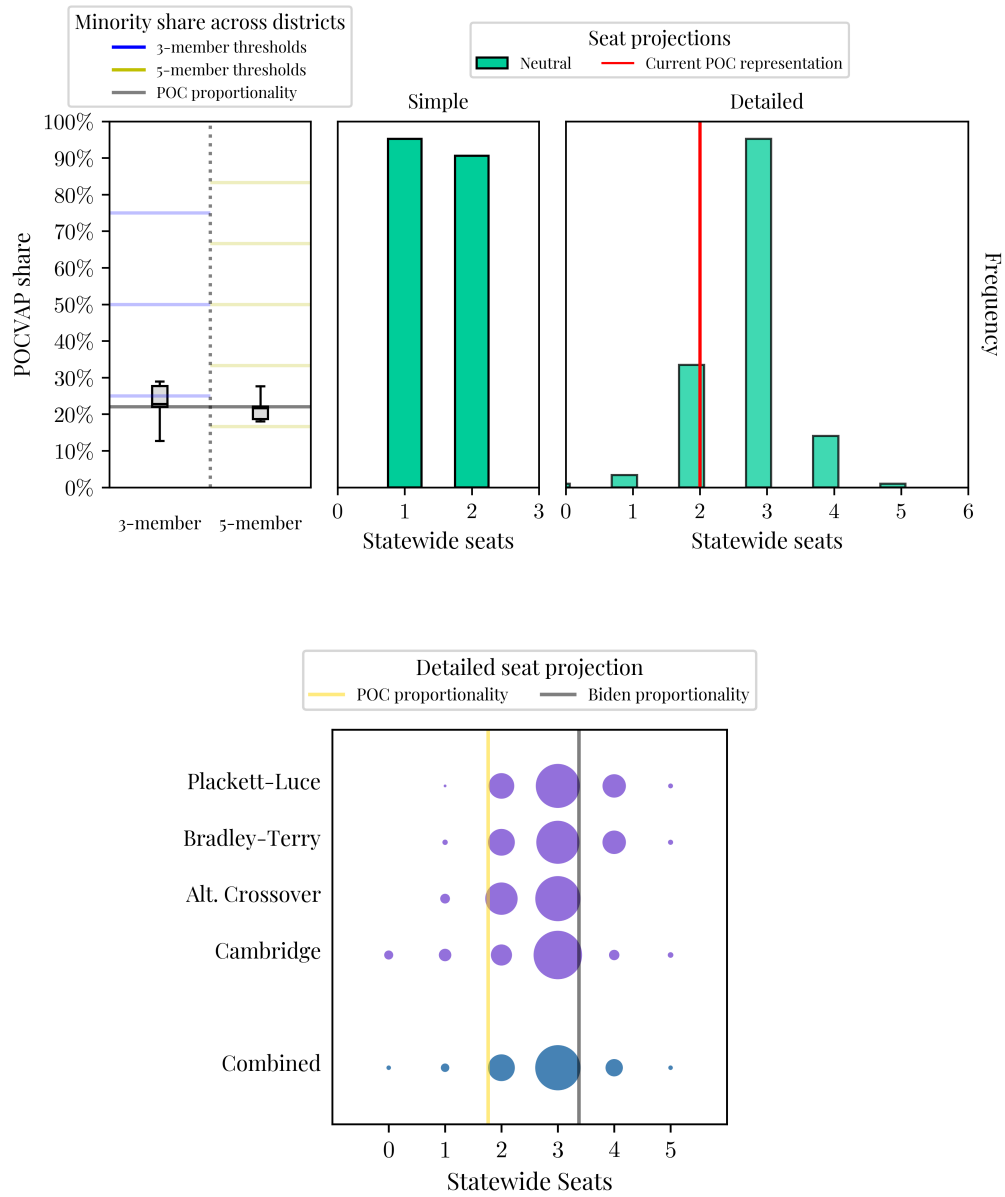 Minority share across districts
3-member thresholds
5-member thresholds
POC proportionality
Seat projections
Neutral
Current POC representation
Simple
Detailed
POCVAP share
100%
90%
80%
70%
60%
50%
40%
30%
20%
10%
0%
3-member 5-member
0 1 2 3
Statewide seats
0 1 2 3 4 5 6
Statewide seats
Frequency
Detailed seat projection
POC proportionality
Biden proportionality
Plackett-Luce
Bradley-Terry
Alt. Crossover
Cambridge
Combined
0 1 2 3 4 5
Statewide Seats